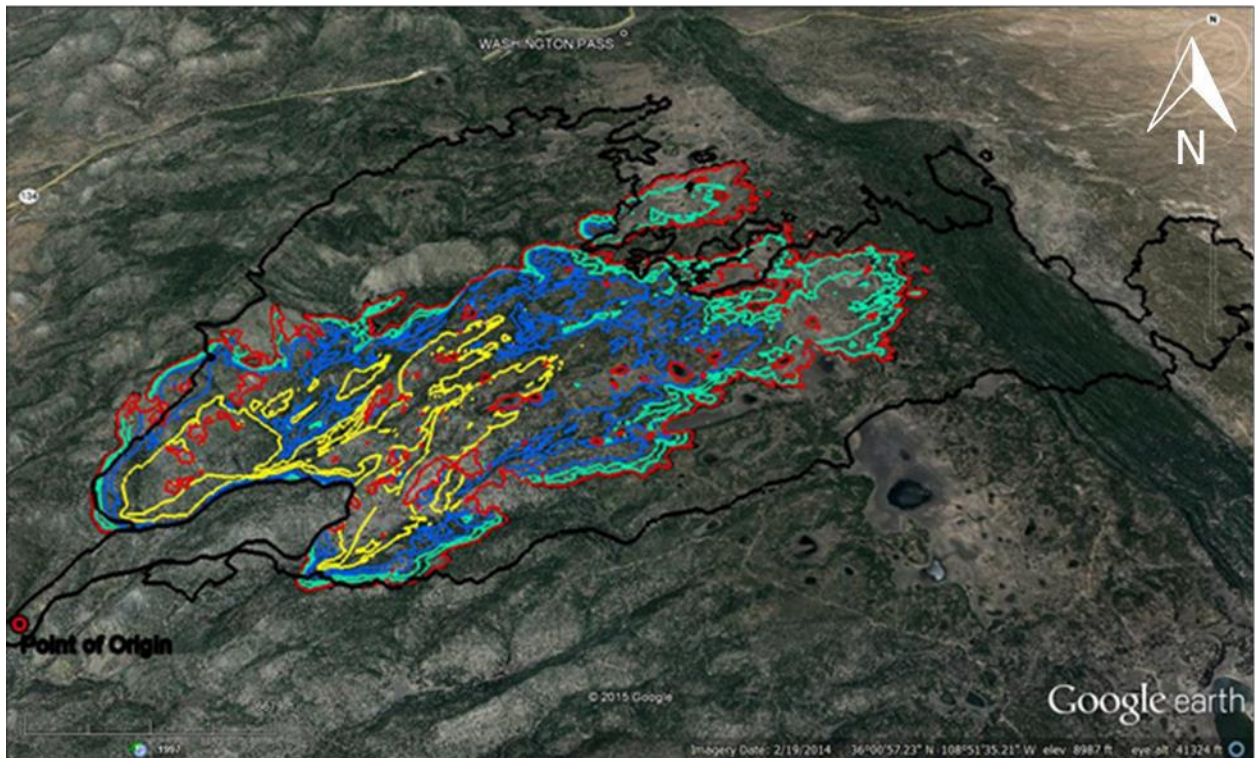 WASHINGTON PASS
N
N
134
Point of Origin
© 2015 Google
Google earth
1997
Imagery Date: 2/19/2014 36°00'57.23" N 108°51'35.21" W elev 8987 ft eye alt 41324 ft